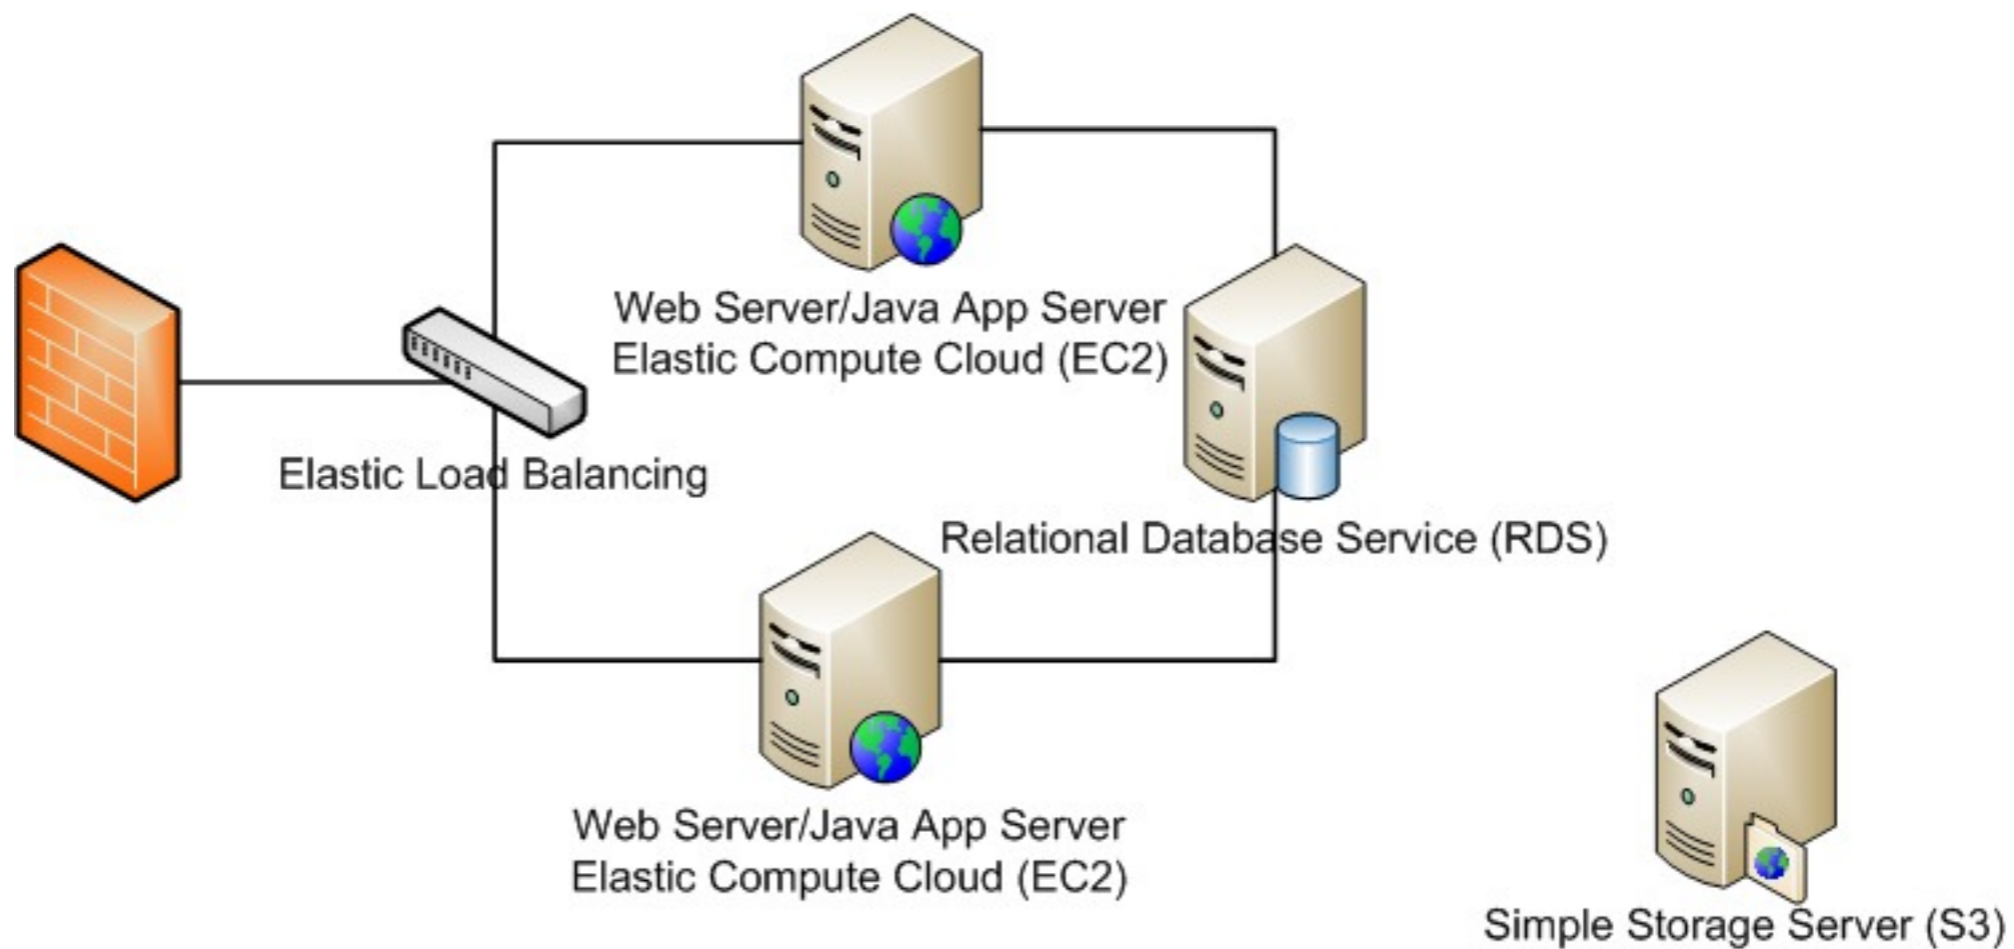 Web Server/Java App Server
Elastic Compute Cloud (EC2)
Elastic Load Balancing
Relational Database Service (RDS)
Web Server/Java App Server
Elastic Compute Cloud (EC2)
Simple Storage Server (S3)